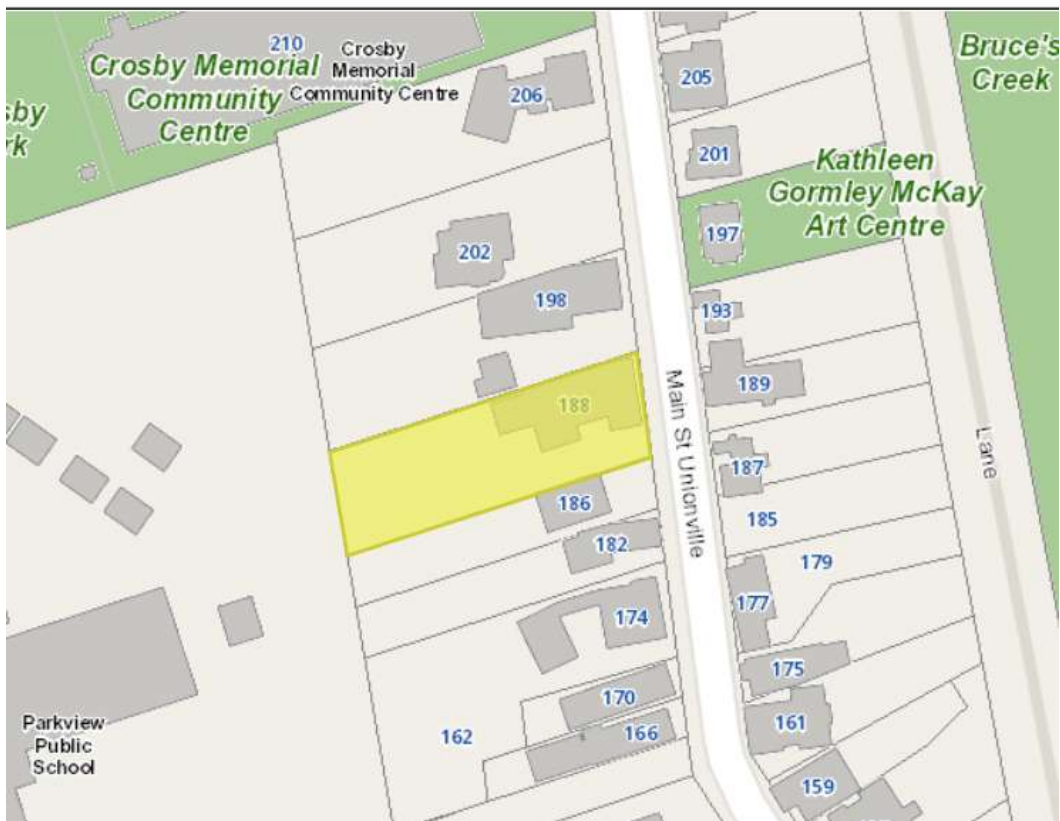 210
Crosby Memorial
Community
Centre
Crosby
Memorial
Community Centre
206
205
Bruce's
Creek
201
Kathleen
Gormley McKay
Art Centre
197
202
198
193
189
188
Main St Unionville
187
Lane
186
185
182
179
177
174
175
170
161
166
162
Parkview
Public
School
159